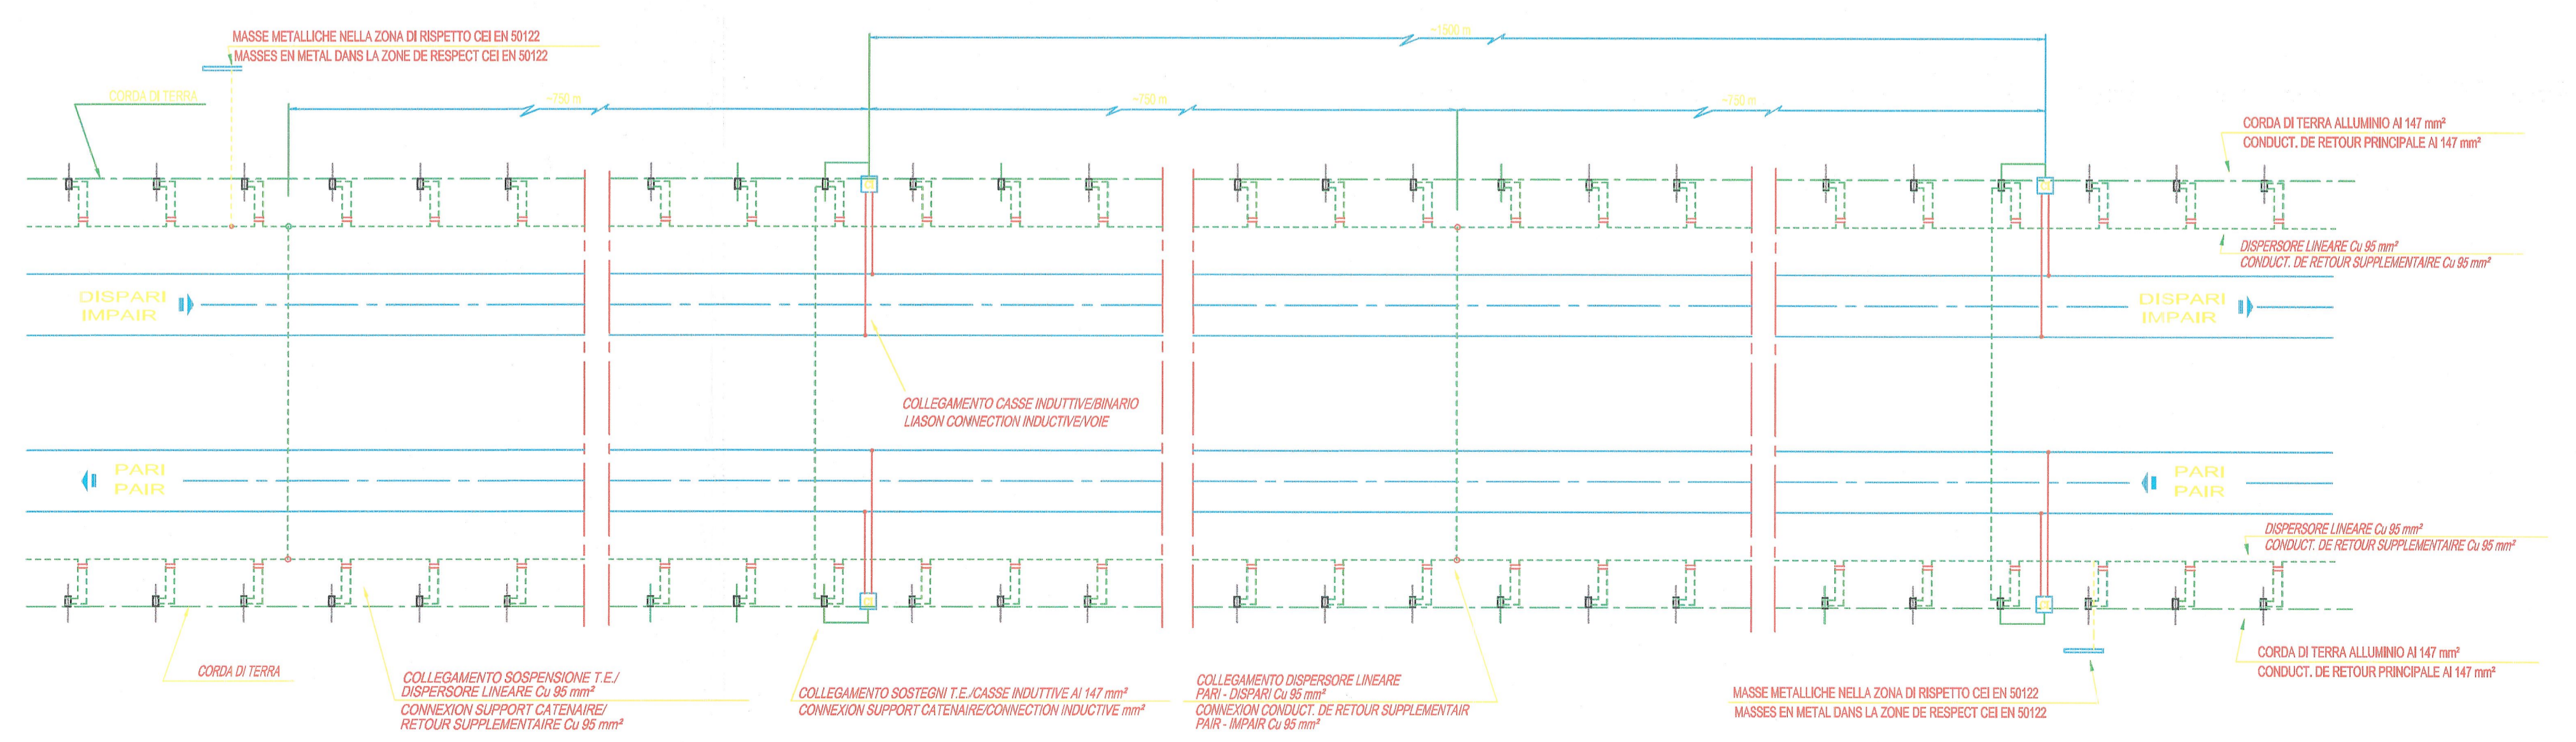 MASSE METALLICHE NELLA ZONA DI RISPETTO CEI EN 50122
MASSES EN METAL DANS LA ZONE DE RESPECT CEI EN 50122
~1500 m
CORDA DI TERRA
~750 m
~750 m
~750 m
CORDA DI TERRA ALLUMINIO Al 147 mm²
CONDUCT. DE RETOUR PRINCIPALE Al 147 mm²
DISPERSORE LINEARE Cu 95 mm²
CONDUCT. DE RETOUR SUPPLEMENTAIRE Cu 95 mm²
DISPARI
IMPAIR
DISPARI
IMPAIR
COLLEGAMENTO CASSE INDUTTIVE/BINARIO
LIASON CONNECTION INDUCTIVE/VOIE
PARI
PAIR
PARI
PAIR
DISPERSORE LINEARE Cu 95 mm²
CONDUCT. DE RETOUR SUPPLEMENTAIRE Cu 95 mm²
CORDA DI TERRA
COLLEGAMENTO SOSPENSIONE T.E./
DISPERSORE LINEARE Cu 95 mm²
CONNEXION SUPPORT CATENAIRE/
RETOUR SUPPLEMENTAIRE Cu 95 mm²
COLLEGAMENTO SOSTEGNI T.E./CASSE INDUTTIVE Al 147 mm²
CONNEXION SUPPORT CATENAIRE/CONNECTION INDUCTIVE mm²
COLLEGAMENTO DISPERSORE LINEARE
PARI - DISPARI Cu 95 mm²
CONNEXION CONDUCT. DE RETOUR SUPPLEMENTAIR
PAIR - IMPAIR Cu 95 mm²
MASSE METALLICHE NELLA ZONA DI RISPETTO CEI EN 50122
MASSES EN METAL DANS LA ZONE DE RESPECT CEI EN 50122
CORDA DI TERRA ALLUMINIO Al 147 mm²
CONDUCT. DE RETOUR PRINCIPALE Al 147 mm²